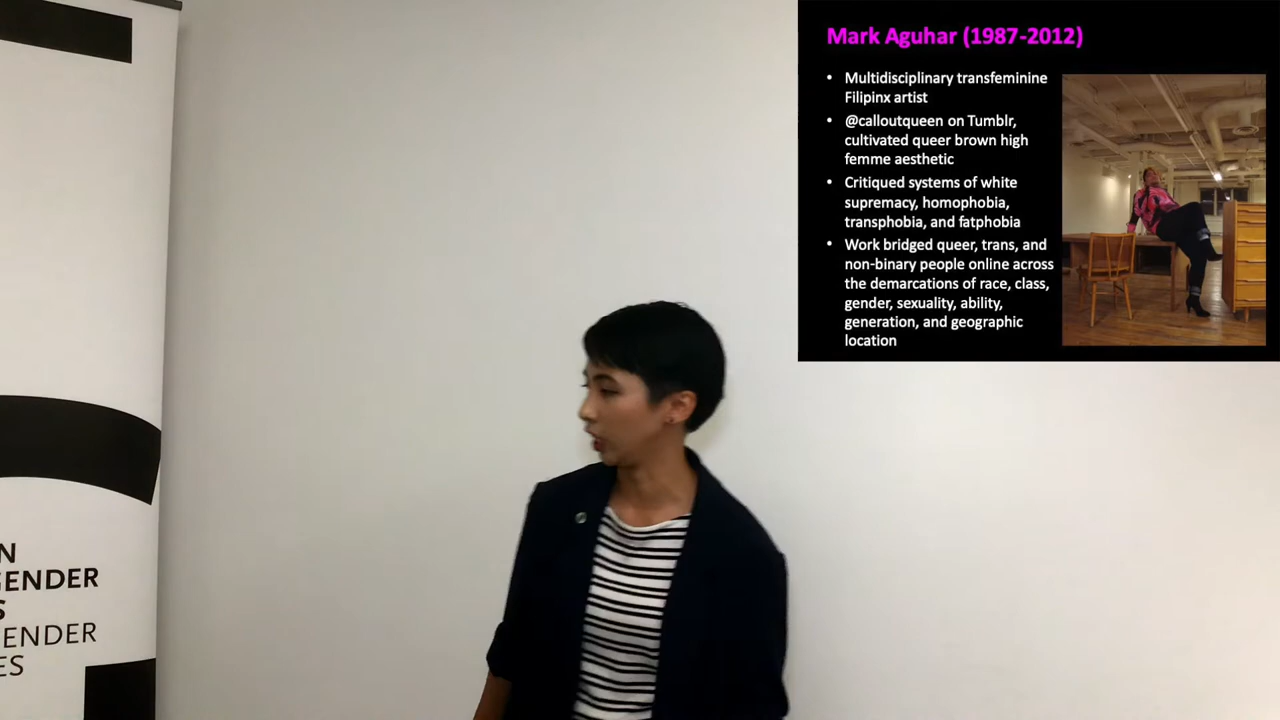 Mark Aguhar (1987-2012)
• Multidisciplinary transfeminine
Filipinx artist
• @calloutqueen on Tumblr,
cultivated queer brown high
femme aesthetic
• Critiqued systems of white
supremacy, homophobia,
transphobia, and fatphobia
• Work bridged queer, trans, and
non-binary people online across
the demarcations of race, class,
gender, sexuality, ability,
generation, and geographic
location
GENDER